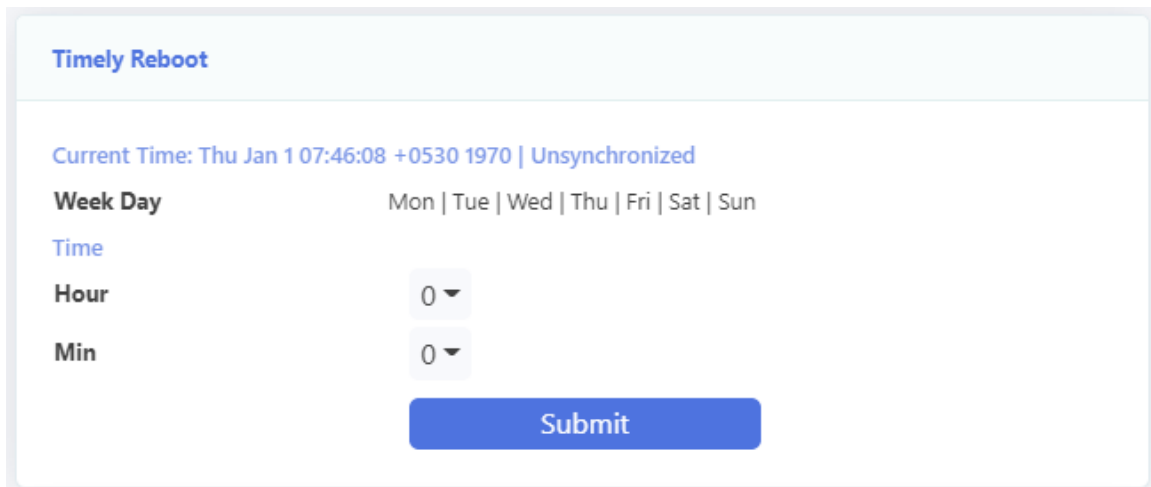 Timely Reboot
Current Time: Thu Jan 1 07:46:08 +0530 1970 | Unsynchronized
Week Day Mon | Tue | Wed | Thu | Fri | Sat | Sun
Time
Hour 0
Min 0
Submit